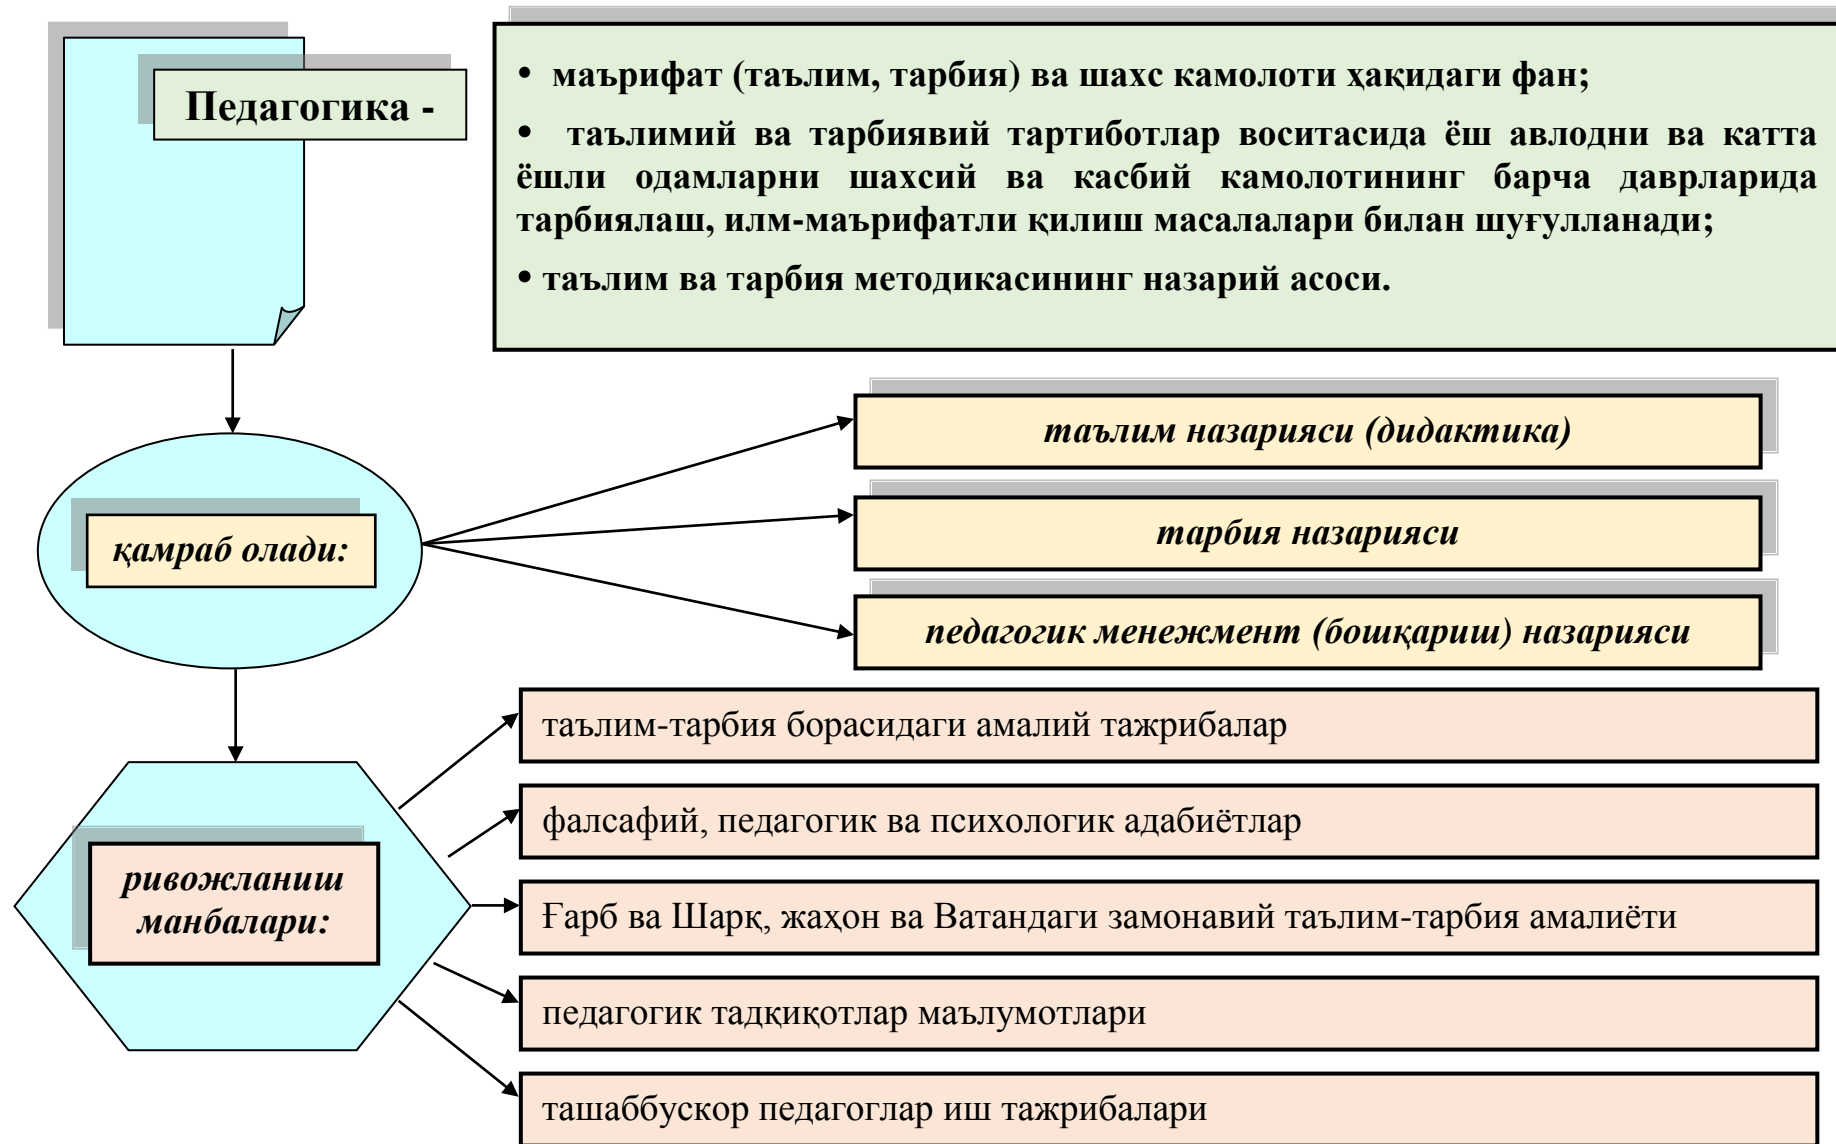 Педагогика -
• маърифат (таълим, тарбия) ва шахс камолоти ҳақидаги фан;
• таълимий ва тарбиявий тартиботлар воситасида ёш авлодни ва катта
ёшли одамларни шахсий ва касбий камолотининг барча даврларида
тарбиялаш, илм-маърифатли қилиш масалалари билан шуғулланади;
• таълим ва тарбия методикасининг назарий асоси.
қамраб олади:
таълим назарияси (дидактика)
тарбия назарияси
педагогик менежмент (бошқариш) назарияси
ривожланиш
манбалари:
таълим-тарбия борасидаги амалий тажрибалар
фалсафий, педагогик ва психологик адабиётлар
Ғарб ва Шарқ, жаҳон ва Ватандаги замонавий таълим-тарбия амалиёти
педагогик тадқиқотлар маълумотлари
ташаббускор педагоглар иш тажрибалари